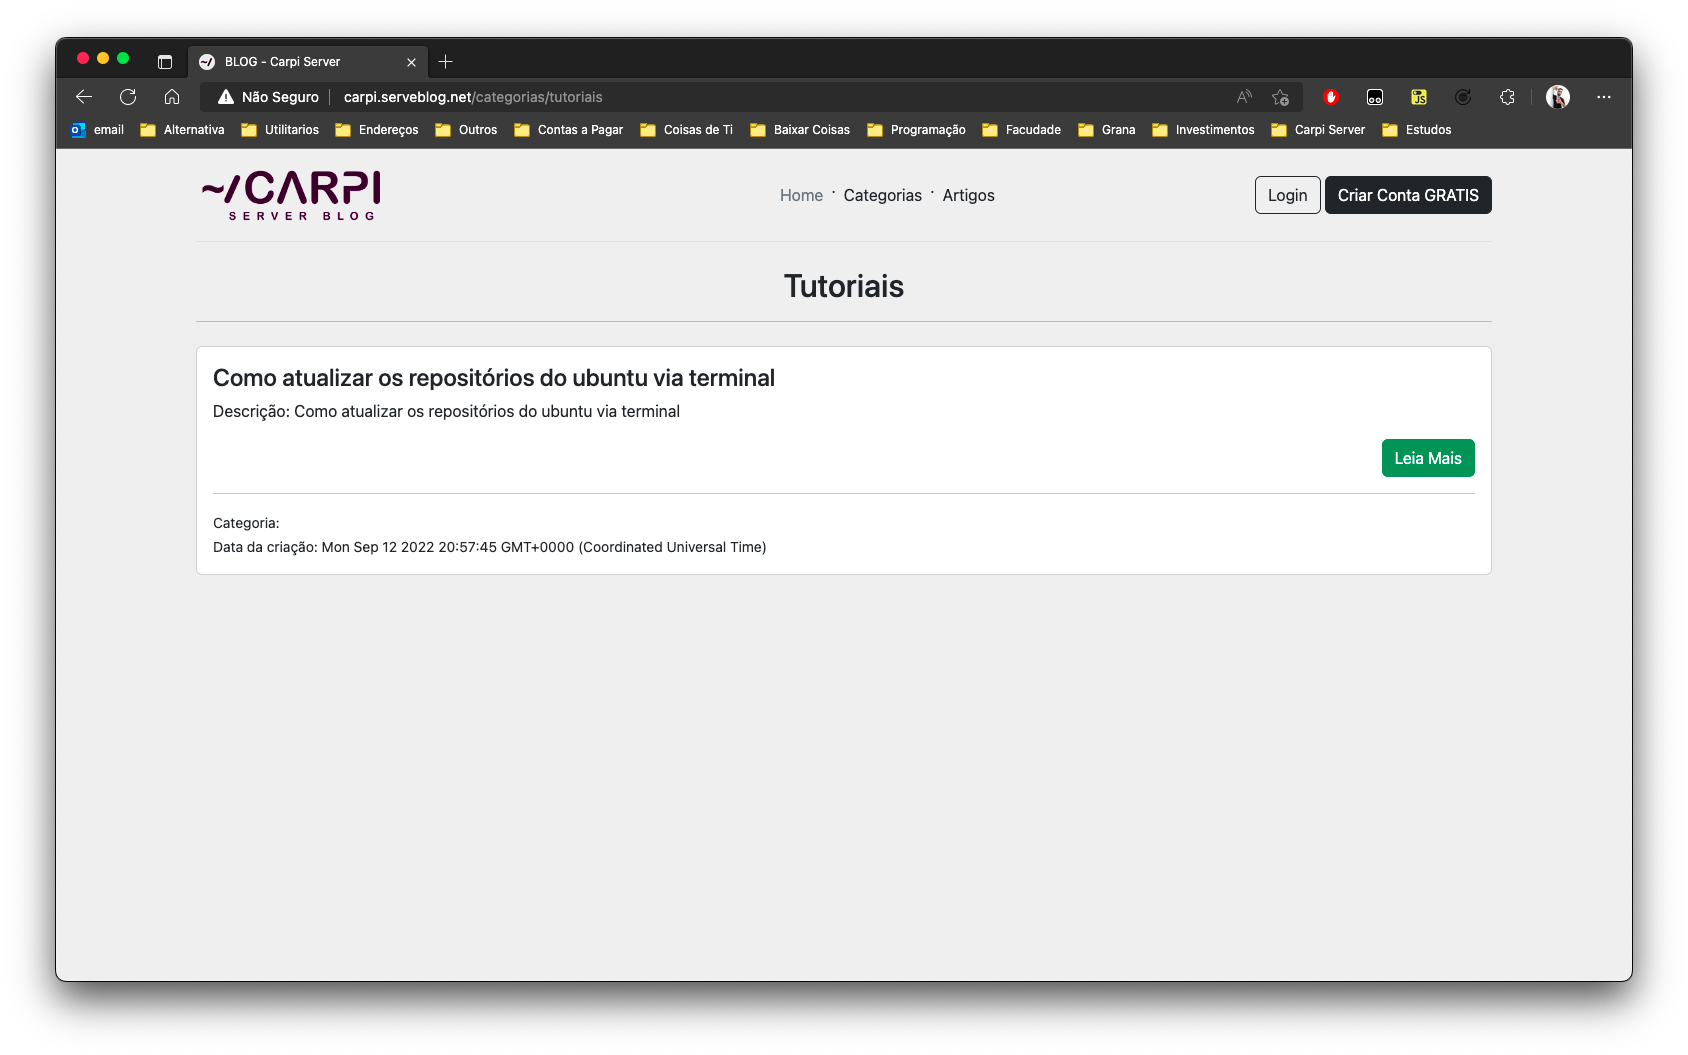 BLOG - Carpi Server
Não Seguro carpi.serveblog.net/categorias/tutoriais
email Alternativa Utilitarios Endereços Outros Contas a Pagar Coisas de Ti Baixar Coisas Programação Facudade Grana Investimentos Carpi Server Estudos
~/CARPI
SERVER BLOG
Home · Categorias · Artigos
Login Criar Conta GRATIS
Tutoriais
Como atualizar os repositórios do ubuntu via terminal
Descrição: Como atualizar os repositórios do ubuntu via terminal
Leia Mais
Categoria:
Data da criação: Mon Sep 12 2022 20:57:45 GMT+0000 (Coordinated Universal Time)